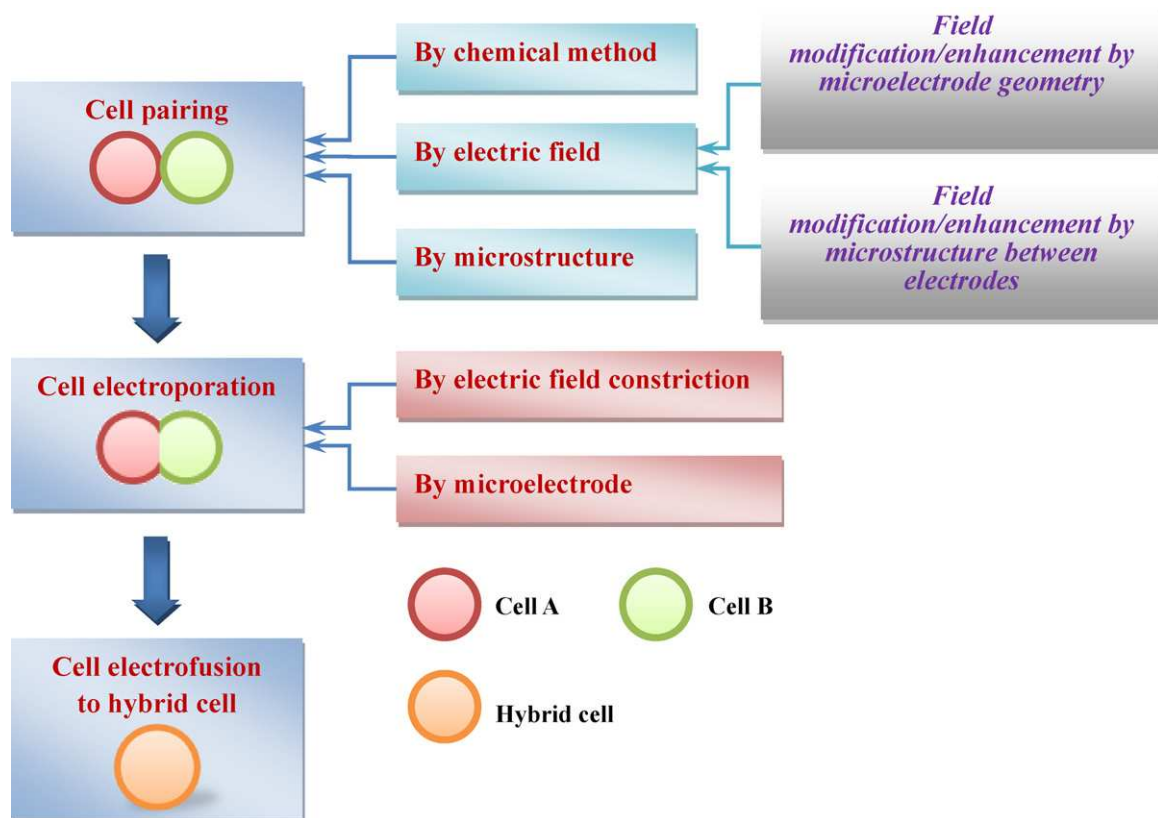 Cell pairing
By chemical method
By electric field
By microstructure
Field
modification/enhancement by
microelectrode geometry
Field
modification/enhancement by
microstructure between
electrodes
Cell electroporation
By electric field constriction
By microelectrode
Cell A
Cell B
Hybrid cell
Cell electrofusion
to hybrid cell